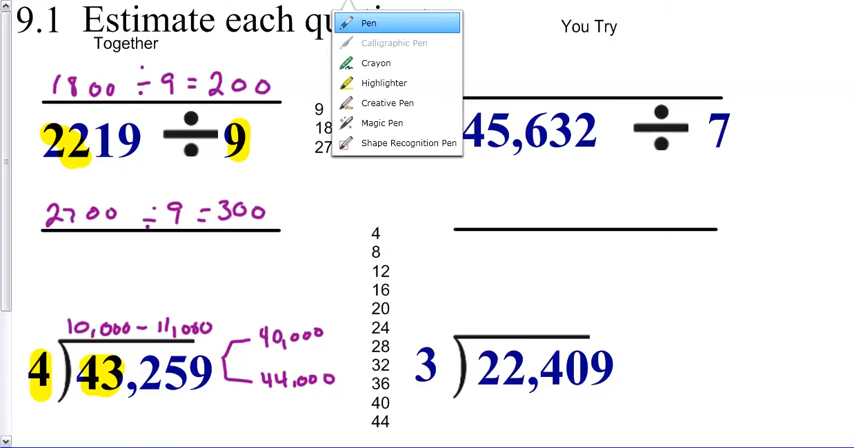 9.1 Estimate each qu
Together
You Try
Pen
Calligraphic Pen
Crayon
Highlighter
Creative Pen
Magic Pen
Shape Recognition Pen
1800 ÷ 9 = 200
2219 ÷ 9
2700 ÷ 9 = 300
9
18
27
45,632 ÷ 7
4
8
12
16
20
24
28
32
36
40
44
10,000 - 11,000
4 ) 43,259
40,000
44,000
3 ) 22,409